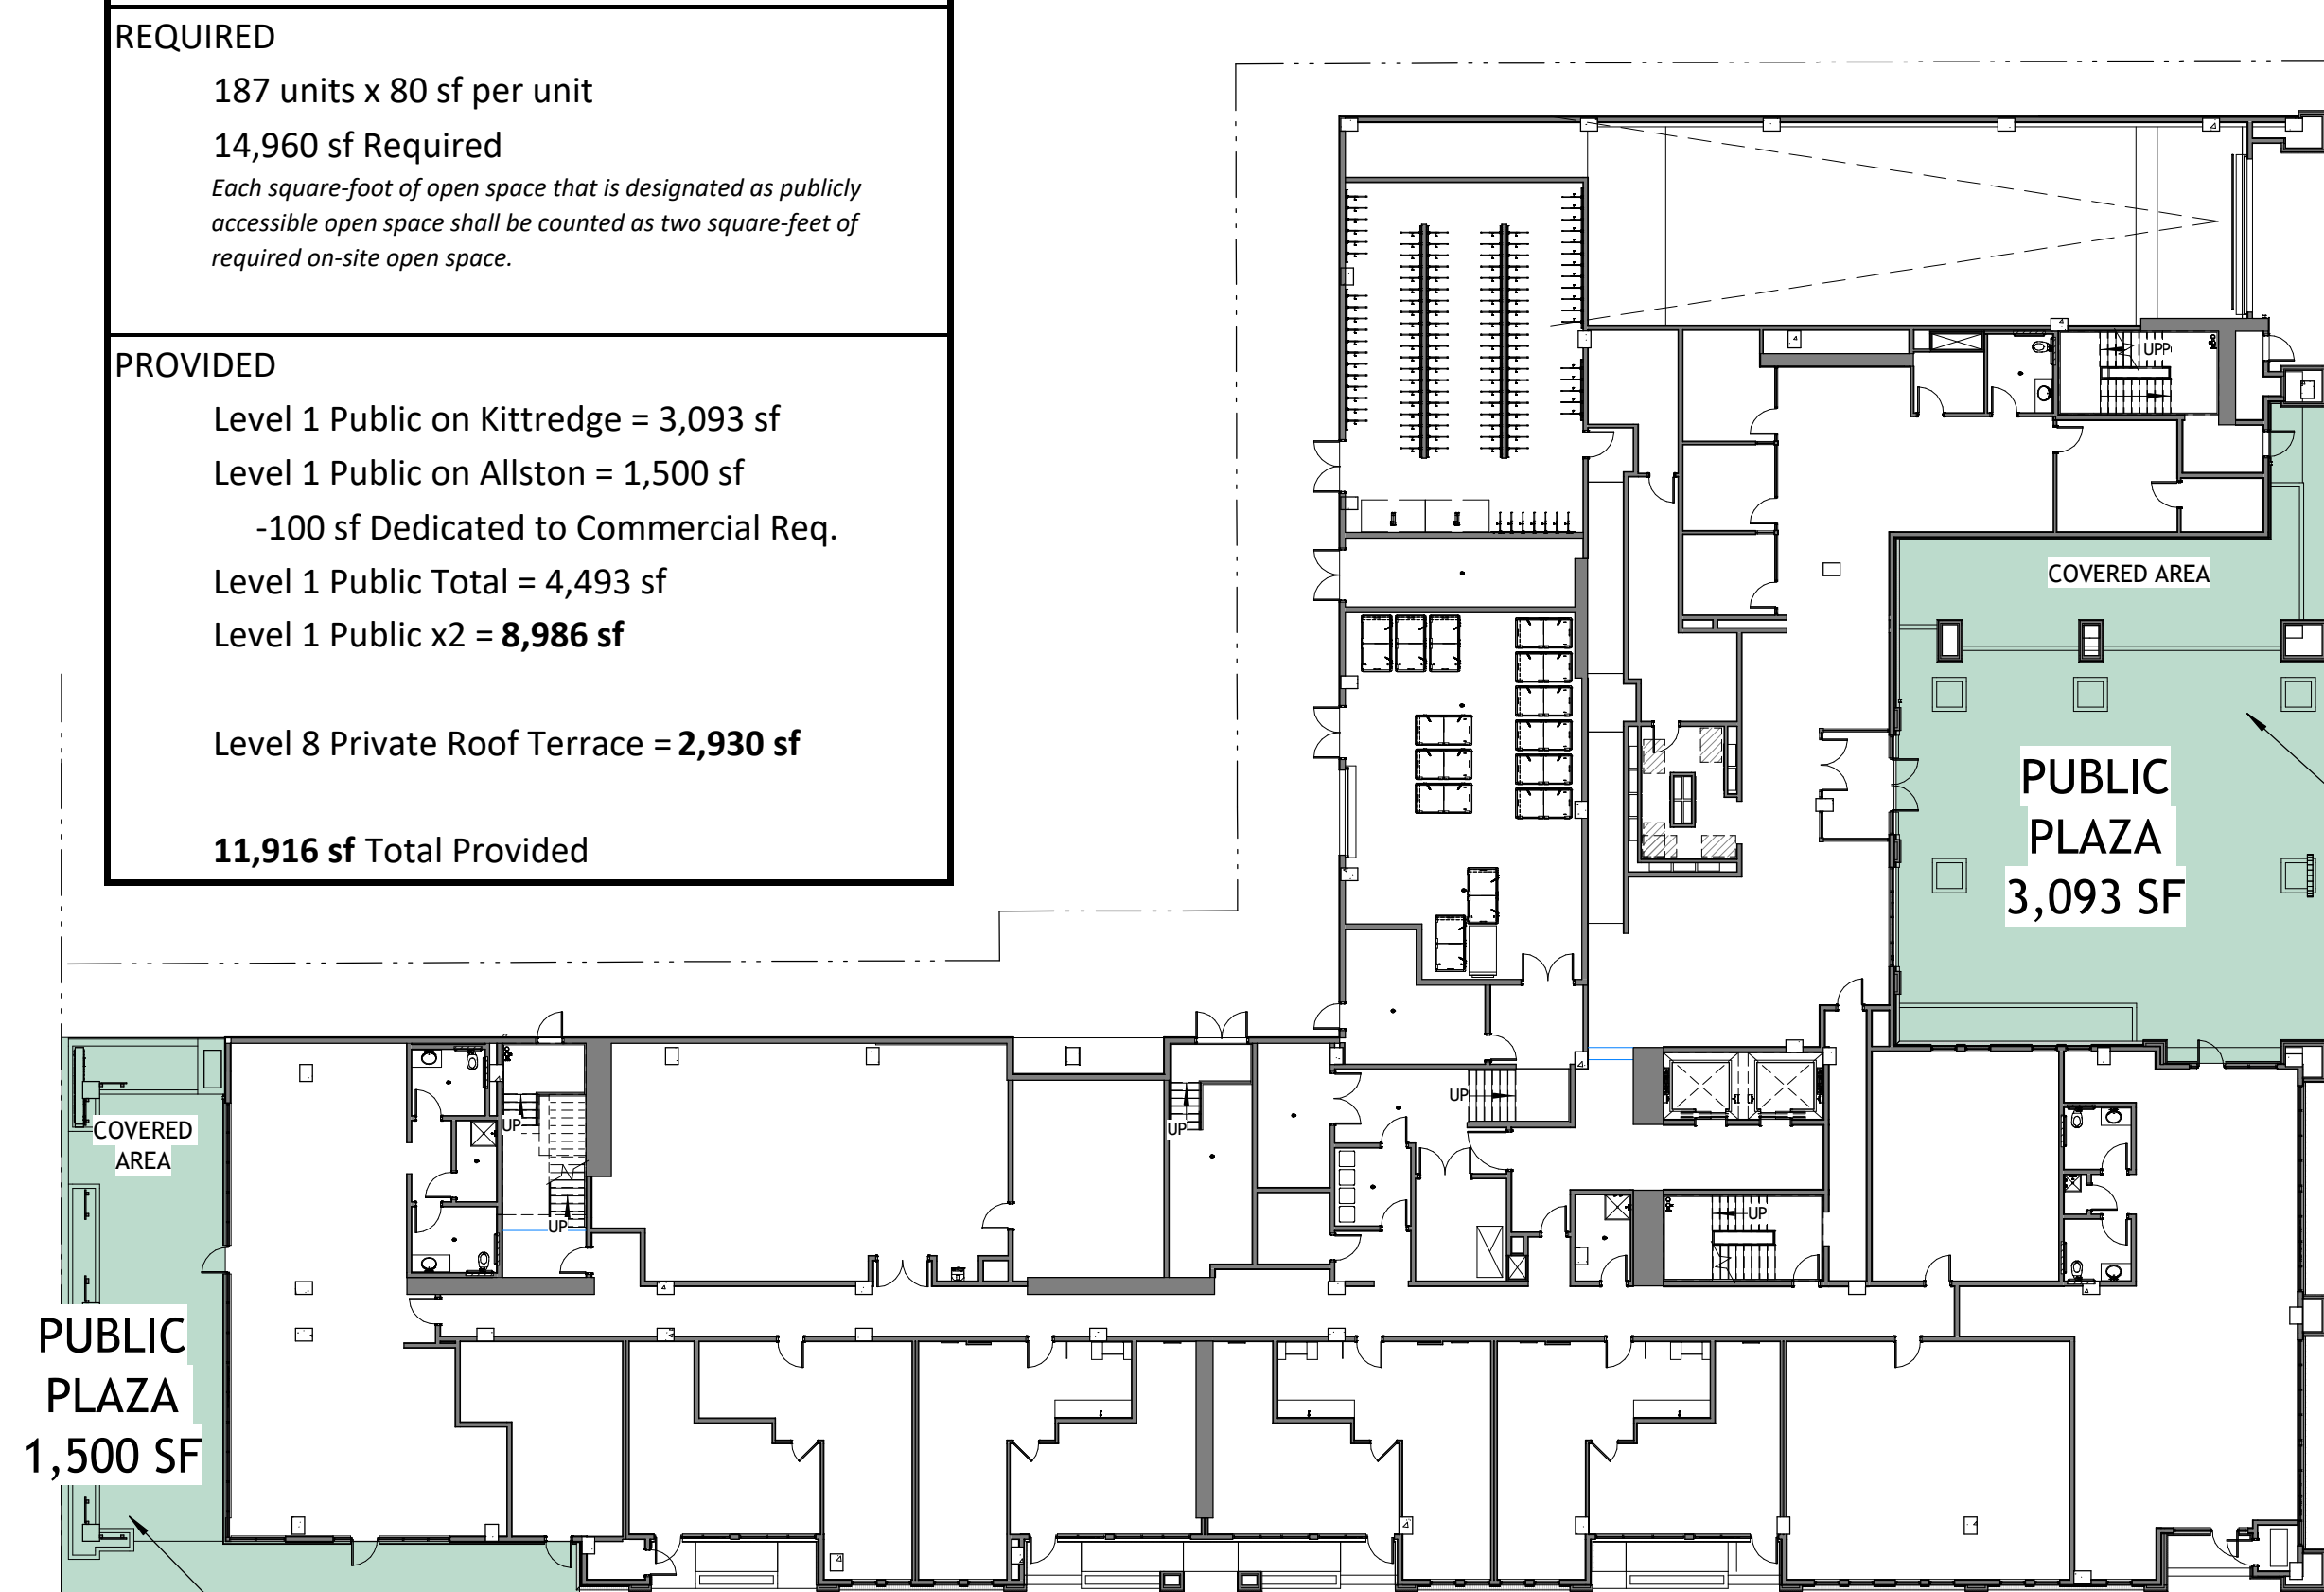 REQUIRED
187 units x 80 sf per unit
14,960 sf Required
Each square-foot of open space that is designated as publicly
accessible open space shall be counted as two square-feet of
required on-site open space.
PROVIDED
Level 1 Public on Kittredge = 3,093 sf
Level 1 Public on Allston = 1,500 sf
-100 sf Dedicated to Commercial Req.
Level 1 Public Total = 4,493 sf
Level 1 Public x2 = 8,986 sf
Level 8 Private Roof Terrace = 2,930 sf
11,916 sf Total Provided
UPP
COVERED AREA
PUBLIC
PLAZA
3,093 SF
UP
UP
UP
UP
UP
COVERED
AREA
PUBLIC
PLAZA
1,500 SF